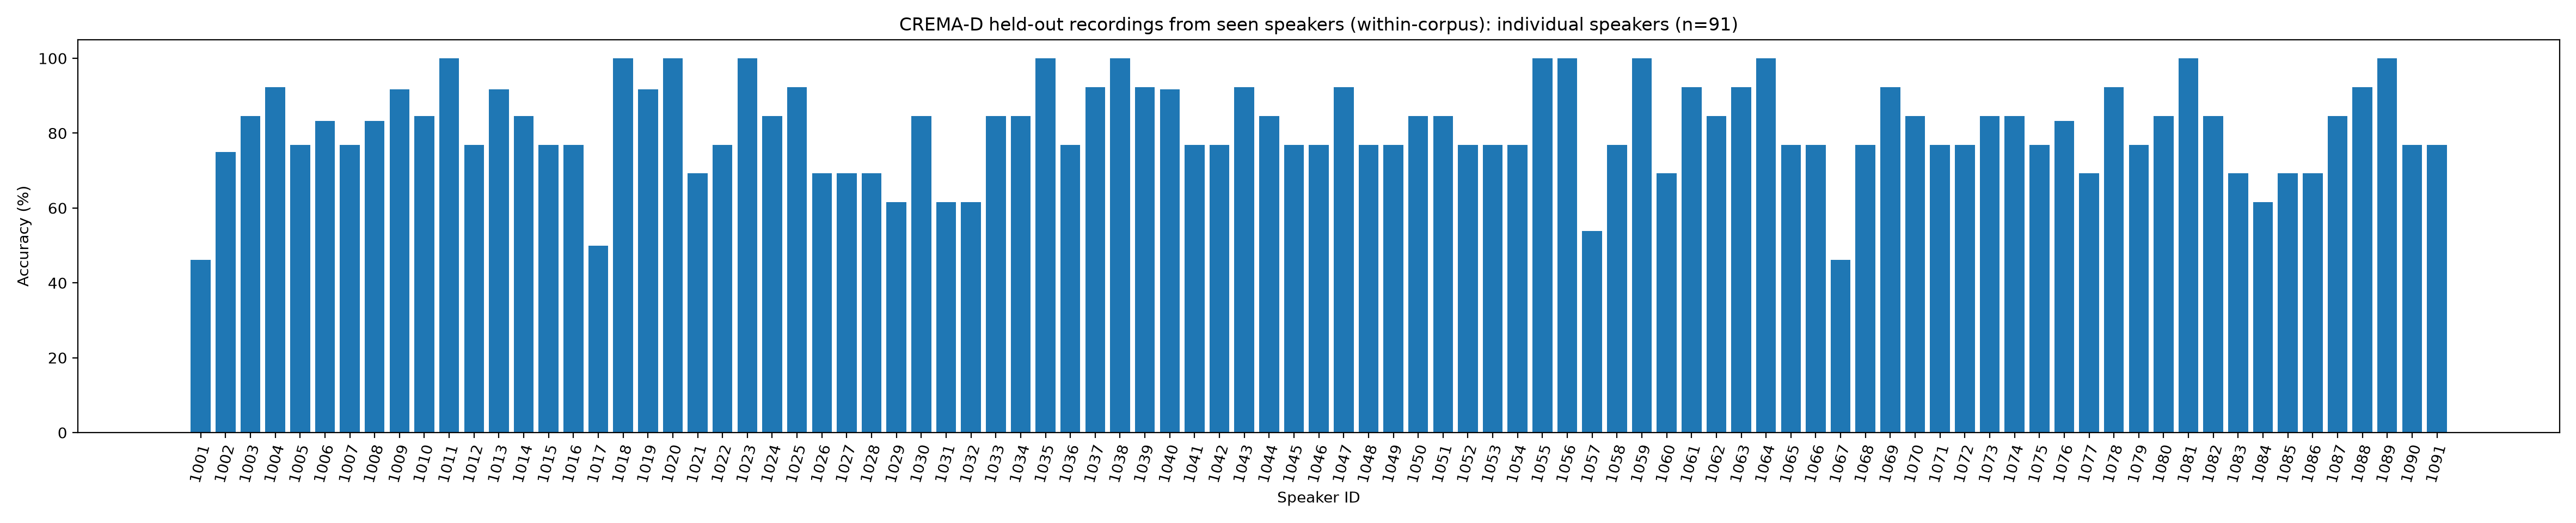 CREMA-D held-out recordings from seen speakers (within-corpus): individual speakers (n=91)
Accuracy (%)
100
80
60
40
20
0
1001 1002 1003 1004 1005 1006 1007 1008 1009 1010 1011 1012 1013 1014 1015 1016 1017 1018 1019 1020 1021 1022 1023 1024 1025 1026 1027 1028 1029 1030 1031 1032 1033 1034 1035 1036 1037 1038 1039 1040 1041 1042 1043 1044 1045 1046 1047 1048 1049 1050 1051 1052 1053 1054 1055 1056 1057 1058 1059 1060 1061 1062 1063 1064 1065 1066 1067 1068 1069 1070 1071 1072 1073 1074 1075 1076 1077 1078 1079 1080 1081 1082 1083 1084 1085 1086 1087 1088 1089 1090 1091
Speaker ID